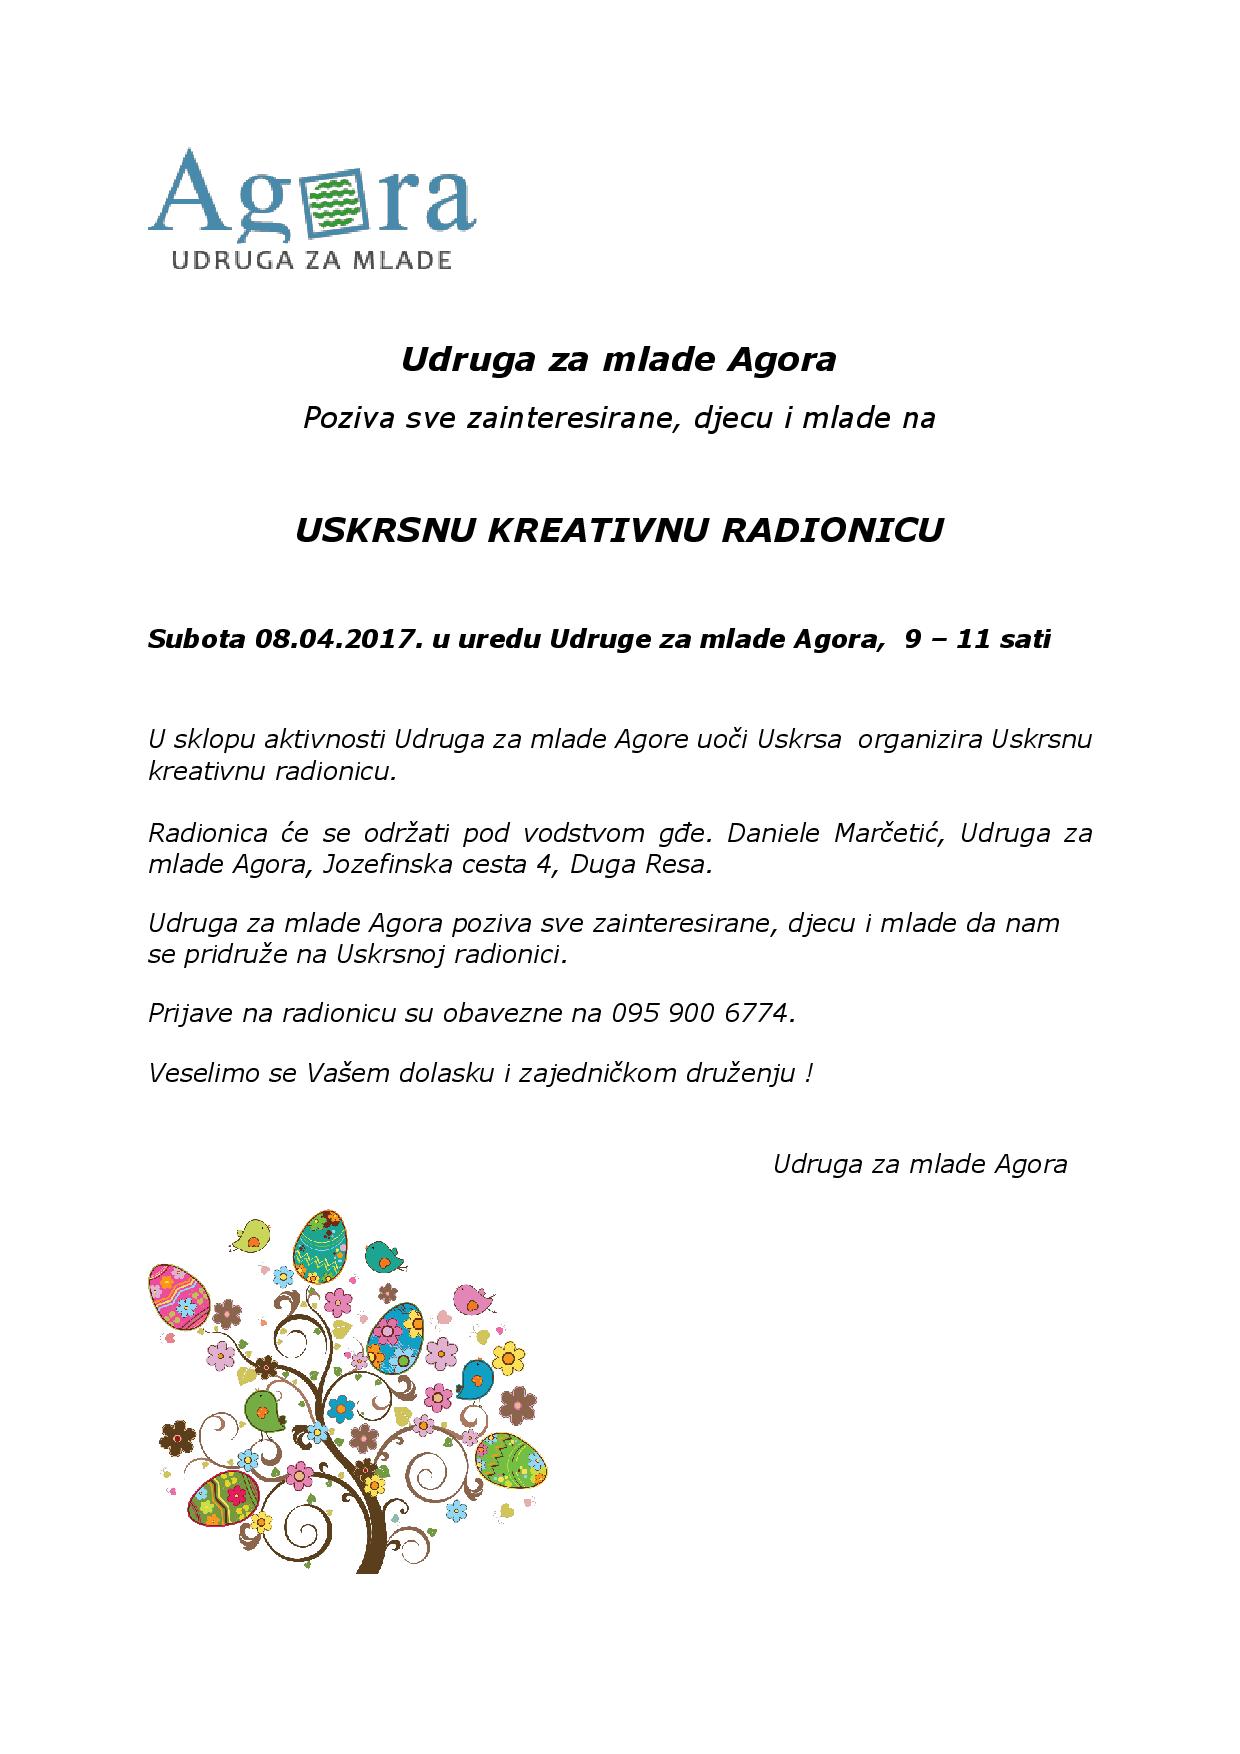 Agora
UDRUGA ZA MLADE
Udruga za mlade Agora
Poziva sve zainteresirane, djecu i mlade na
USKRSNU KREATIVNU RADIONICU
Subota 08.04.2017. u uredu Udruge za mlade Agora,  9 – 11 sati
U sklopu aktivnosti Udruga za mlade Agore uoči Uskrsa  organizira Uskrsnu
kreativnu radionicu.
Radionica će se održati pod vodstvom gđe. Daniele Marčetić, Udruga za
mlade Agora, Jozefinska cesta 4, Duga Resa.
Udruga za mlade Agora poziva sve zainteresirane, djecu i mlade da nam
se pridruže na Uskrsnoj radionici.
Prijave na radionicu su obavezne na 095 900 6774.
Veselimo se Vašem dolasku i zajedničkom druženju !
Udruga za mlade Agora